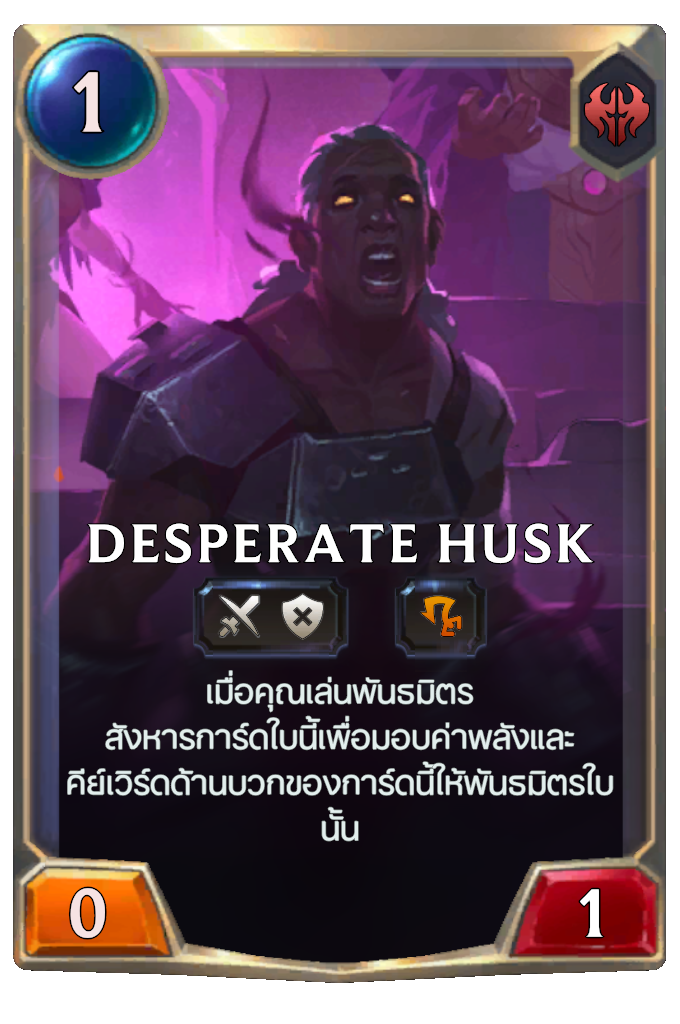 1
DESPERATE HUSK
เมื่อคุณเล่นพันธมิตร
สังหารการ์ดใบนี้เพื่อมอบค่าพลังและ
คีย์เวิร์ดด้านบวกของการ์ดนี้ให้พันธมิตรใบ
นั้น
0
1